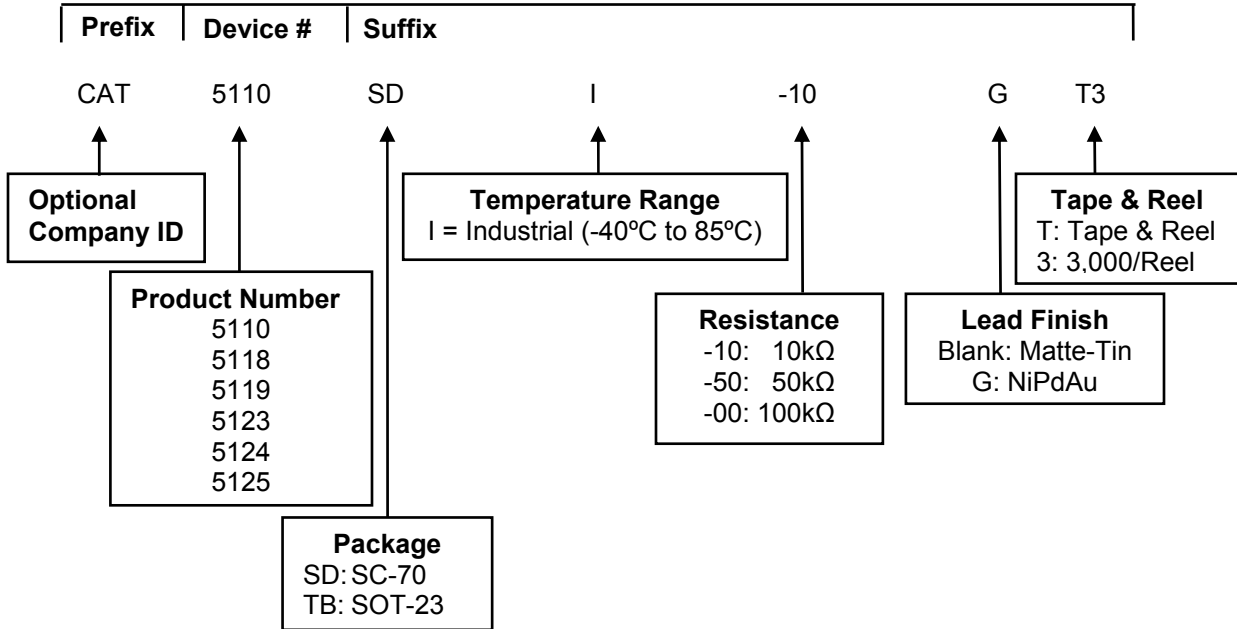 Prefix Device # Suffix
CAT 5110 SD I -10 G T3
Optional
Company ID
Product Number
5110
5118
5119
5123
5124
5125
Package
SD: SC-70
TB: SOT-23
Temperature Range
I = Industrial (-40ºC to 85ºC)
Resistance
-10: 10kΩ
-50: 50kΩ
-00: 100kΩ
Lead Finish
Blank: Matte-Tin
G: NiPdAu
Tape & Reel
T: Tape & Reel
3: 3,000/Reel